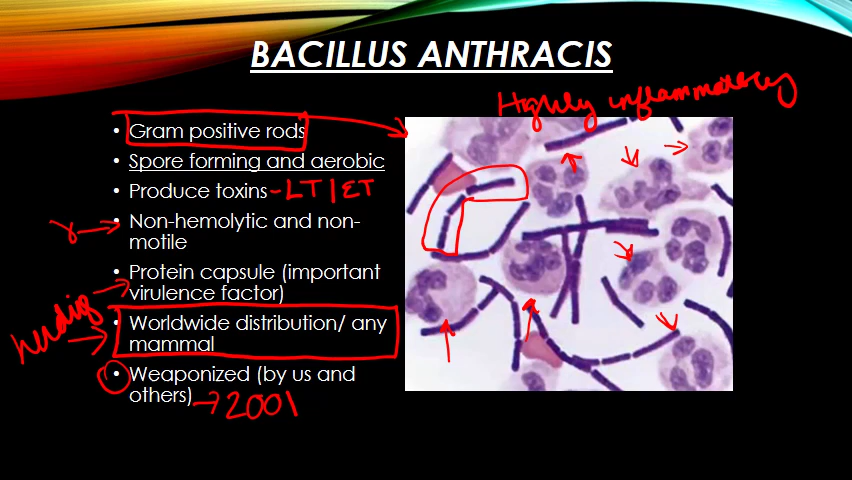 BACILLUS ANTHRACIS
Highly inflammatory
• Gram positive rods
• Spore forming and aerobic
• Produce toxins - LT | ET
γ → • Non-hemolytic and non-
motile
• Protein capsule (important
virulence factor)
• Worldwide distribution/ any
mammal
• Weaponized (by us and
others) → 2001